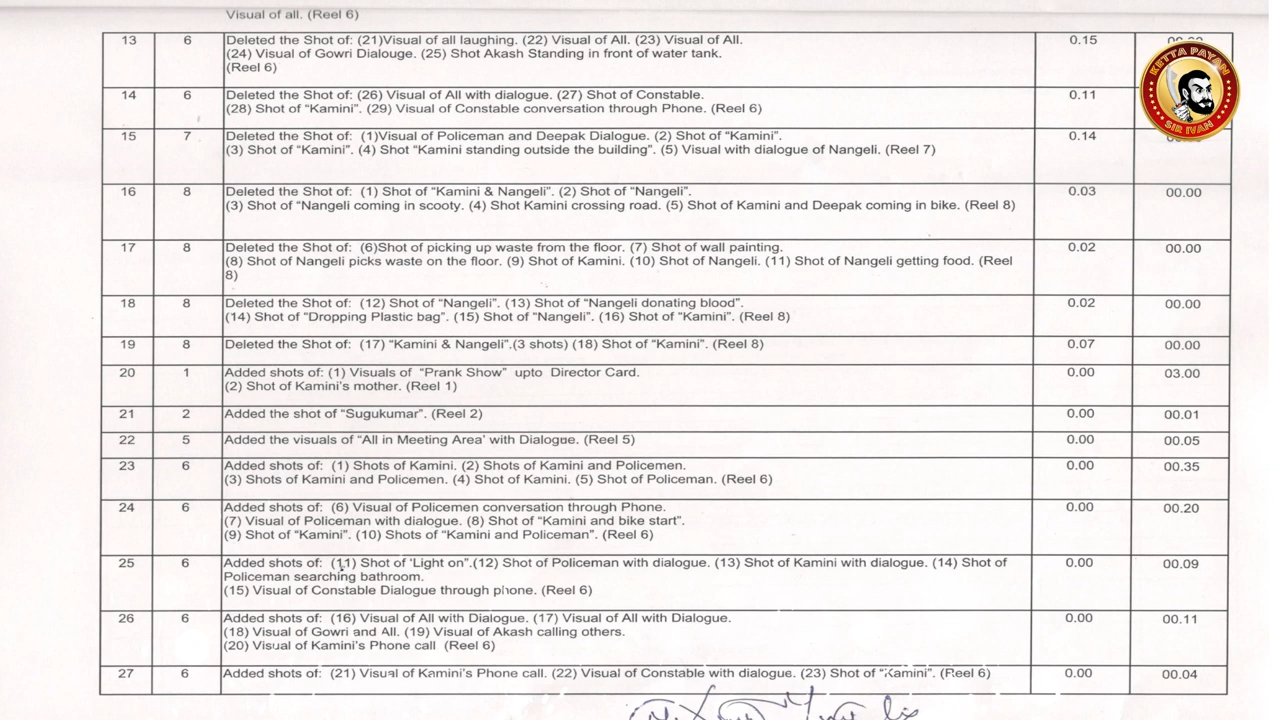 Visual of all. (Reel 6)
13 6 Deleted the Shot of: (21)Visual of all laughing. (22) Visual of All. (23) Visual of All. 0.15
(24) Visual of Gowri Dialouge. (25) Shot Akash Standing in front of water tank.
(Reel 6)
KETTA PAYAN
SIR IVAN
14 6 Deleted the Shot of: (26) Visual of All with dialogue. (27) Shot of Constable. 0.11
(28) Shot of “Kamini”. (29) Visual of Constable conversation through Phone. (Reel 6)
15 7 Deleted the Shot of: (1)Visual of Policeman and Deepak Dialogue. (2) Shot of “Kamini”. 0.14
(3) Shot of “Kamini”. (4) Shot “Kamini standing outside the building”. (5) Visual with dialogue of Nangeli. (Reel 7)
16 8 Deleted the Shot of: (1) Shot of “Kamini & Nangeli”. (2) Shot of “Nangeli”. 0.03 00.00
(3) Shot of “Nangeli coming in scooty. (4) Shot Kamini crossing road. (5) Shot of Kamini and Deepak coming in bike. (Reel 8)
17 8 Deleted the Shot of: (6)Shot of picking up waste from the floor. (7) Shot of wall painting. 0.02 00.00
(8) Shot of Nangeli picks waste on the floor. (9) Shot of Kamini. (10) Shot of Nangeli. (11) Shot of Nangeli getting food. (Reel
8)
18 8 Deleted the Shot of: (12) Shot of “Nangeli”. (13) Shot of “Nangeli donating blood”. 0.02 00.00
(14) Shot of “Dropping Plastic bag”. (15) Shot of “Nangeli”. (16) Shot of “Kamini”. (Reel 8)
19 8 Deleted the Shot of: (17) “Kamini & Nangeli”.(3 shots) (18) Shot of “Kamini”. (Reel 8) 0.07 00.00
20 1 Added shots of: (1) Visuals of “Prank Show” upto Director Card. 0.00 03.00
(2) Shot of Kamini's mother. (Reel 1)
21 2 Added the shot of “Sugukumar”. (Reel 2) 0.00 00.01
22 5 Added the visuals of “All in Meeting Area' with Dialogue. (Reel 5) 0.00 00.05
23 6 Added shots of: (1) Shots of Kamini. (2) Shots of Kamini and Policemen. 0.00 00.35
(3) Shots of Kamini and Policemen. (4) Shot of Kamini. (5) Shot of Policeman. (Reel 6)
24 6 Added shots of: (6) Visual of Policemen conversation through Phone. 0.00 00.20
(7) Visual of Policeman with dialogue. (8) Shot of “Kamini and bike start”.
(9) Shot of “Kamini”. (10) Shots of “Kamini and Policeman”. (Reel 6)
25 6 Added shots of: (11) Shot of 'Light on”.(12) Shot of Policeman with dialogue. (13) Shot of Kamini with dialogue. (14) Shot of 0.00 00.09
Policeman searching bathroom.
(15) Visual of Constable Dialogue through phone. (Reel 6)
26 6 Added shots of: (16) Visual of All with Dialogue. (17) Visual of All with Dialogue. 0.00 00.11
(18) Visual of Gowri and All. (19) Visual of Akash calling others.
(20) Visual of Kamini's Phone call (Reel 6)
27 6 Added shots of: (21) Visual of Kamini's Phone call. (22) Visual of Constable with dialogue. (23) Shot of “Kamini”. (Reel 6) 0.00 00.04